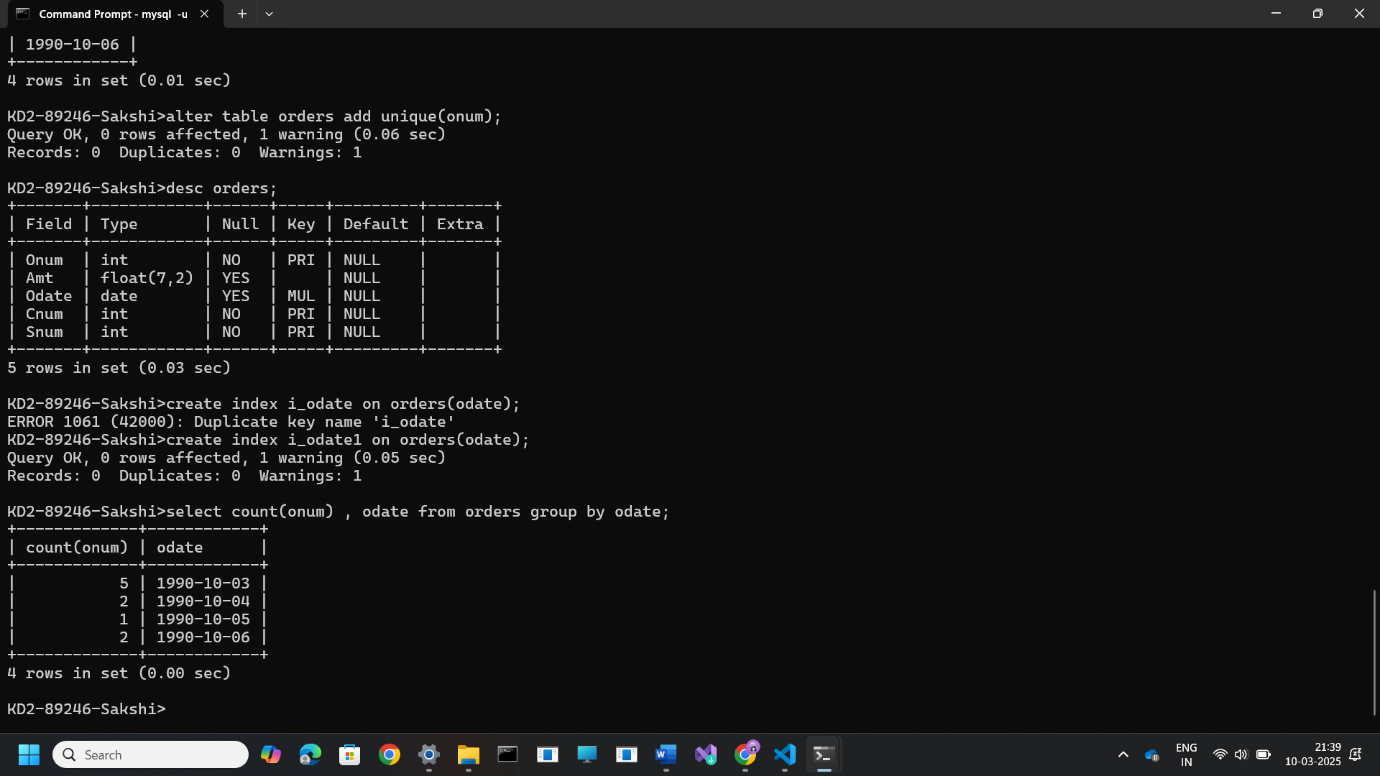 Command Prompt - mysql -u
| 1990-10-06 |
+------------+
4 rows in set (0.01 sec)
KD2-89246-Sakshi>alter table orders add unique(onum);
Query OK, 0 rows affected, 1 warning (0.06 sec)
Records: 0  Duplicates: 0  Warnings: 1
KD2-89246-Sakshi>desc orders;
+-------+------------+------+-----+---------+-------+
| Field | Type       | Null | Key | Default | Extra |
+-------+------------+------+-----+---------+-------+
| Onum  | int        | NO   | PRI | NULL    |       |
| Amt   | float(7,2) | YES  |     | NULL    |       |
| Odate | date       | YES  | MUL | NULL    |       |
| Cnum  | int        | NO   | PRI | NULL    |       |
| Snum  | int        | NO   | PRI | NULL    |       |
+-------+------------+------+-----+---------+-------+
5 rows in set (0.03 sec)
KD2-89246-Sakshi>create index i_odate on orders(odate);
ERROR 1061 (42000): Duplicate key name 'i_odate'
KD2-89246-Sakshi>create index i_odate1 on orders(odate);
Query OK, 0 rows affected, 1 warning (0.05 sec)
Records: 0  Duplicates: 0  Warnings: 1
KD2-89246-Sakshi>select count(onum) , odate from orders group by odate;
+-------------+------------+
| count(onum) | odate      |
+-------------+------------+
|           5 | 1990-10-03 |
|           2 | 1990-10-04 |
|           1 | 1990-10-05 |
|           2 | 1990-10-06 |
+-------------+------------+
4 rows in set (0.00 sec)
KD2-89246-Sakshi>
Search
ENG
IN
21:39
10-03-2025